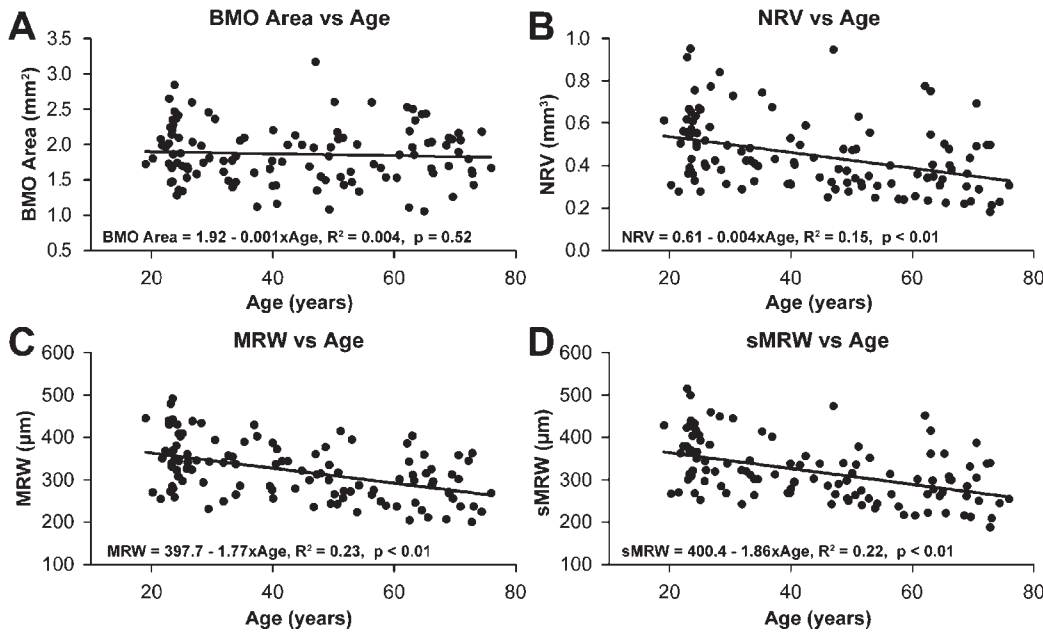 A
BMO Area vs Age
BMO Area (mm²)
3.5
3.0
2.5
2.0
1.5
1.0
0.5
BMO Area = 1.92 - 0.001xAge, R² = 0.004, p = 0.52
20 40 60 80
Age (years)
B
NRV vs Age
NRV (mm³)
1.0
0.8
0.6
0.4
0.2
0.0
NRV = 0.61 - 0.004xAge, R² = 0.15, p < 0.01
20 40 60 80
Age (years)
C
MRW vs Age
MRW (µm)
600
500
400
300
200
100
MRW = 397.7 - 1.77xAge, R² = 0.23, p < 0.01
20 40 60 80
Age (years)
D
sMRW vs Age
sMRW (µm)
600
500
400
300
200
100
sMRW = 400.4 - 1.86xAge, R² = 0.22, p < 0.01
20 40 60 80
Age (years)